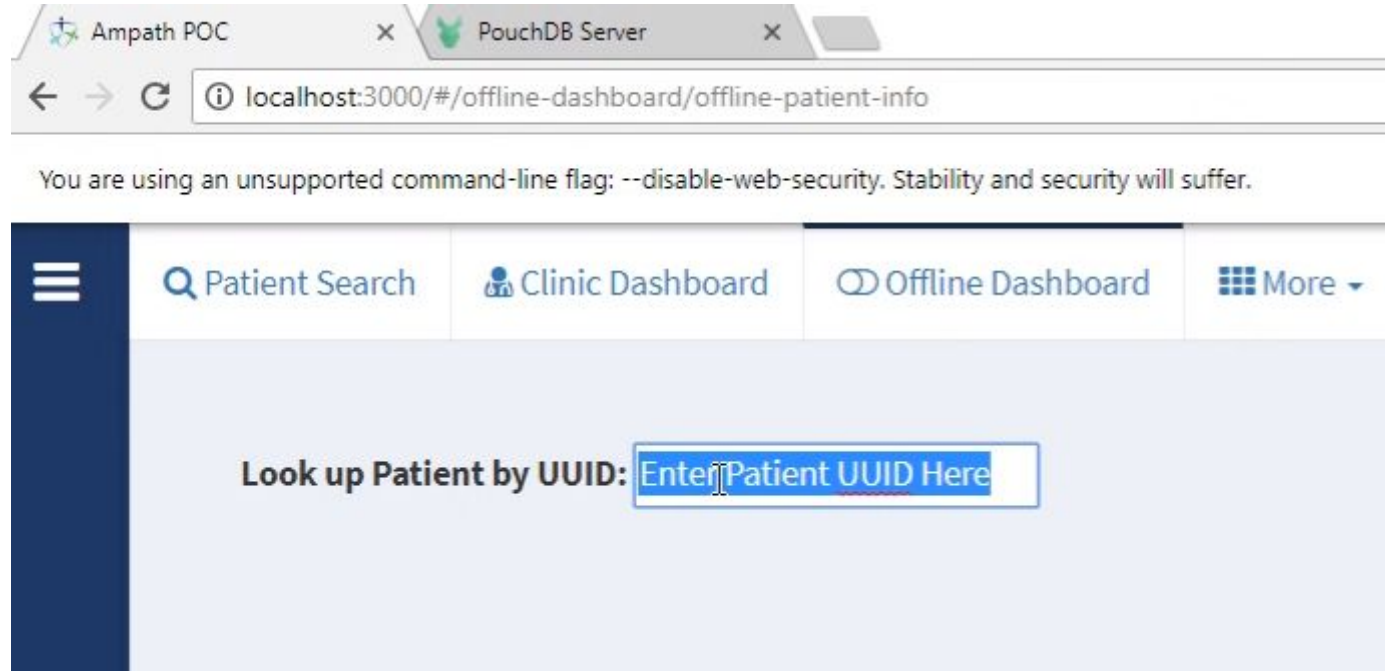 Ampath POC
PouchDB Server
localhost:3000/#/offline-dashboard/offline-patient-info
You are using an unsupported command-line flag: --disable-web-security. Stability and security will suffer.
Patient Search Clinic Dashboard Offline Dashboard More
Look up Patient by UUID: Enter Patient UUID Here